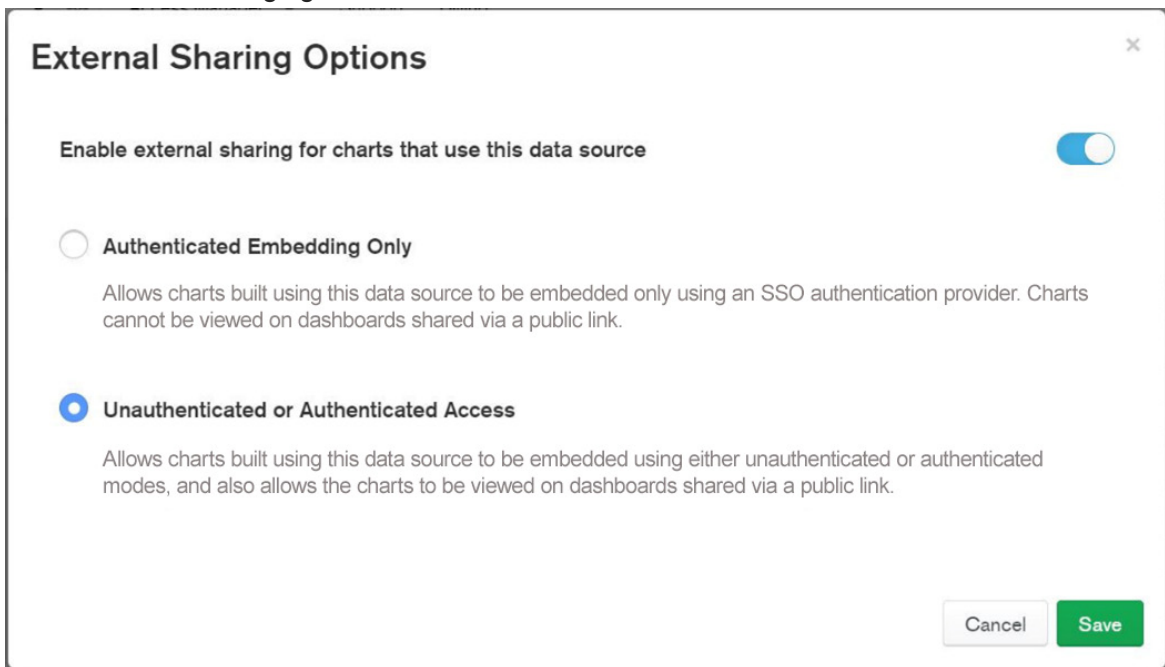 External Sharing Options
×
Enable external sharing for charts that use this data source
Authenticated Embedding Only
Allows charts built using this data source to be embedded only using an SSO authentication provider. Charts
cannot be viewed on dashboards shared via a public link.
Unauthenticated or Authenticated Access
Allows charts built using this data source to be embedded using either unauthenticated or authenticated
modes, and also allows the charts to be viewed on dashboards shared via a public link.
Cancel
Save